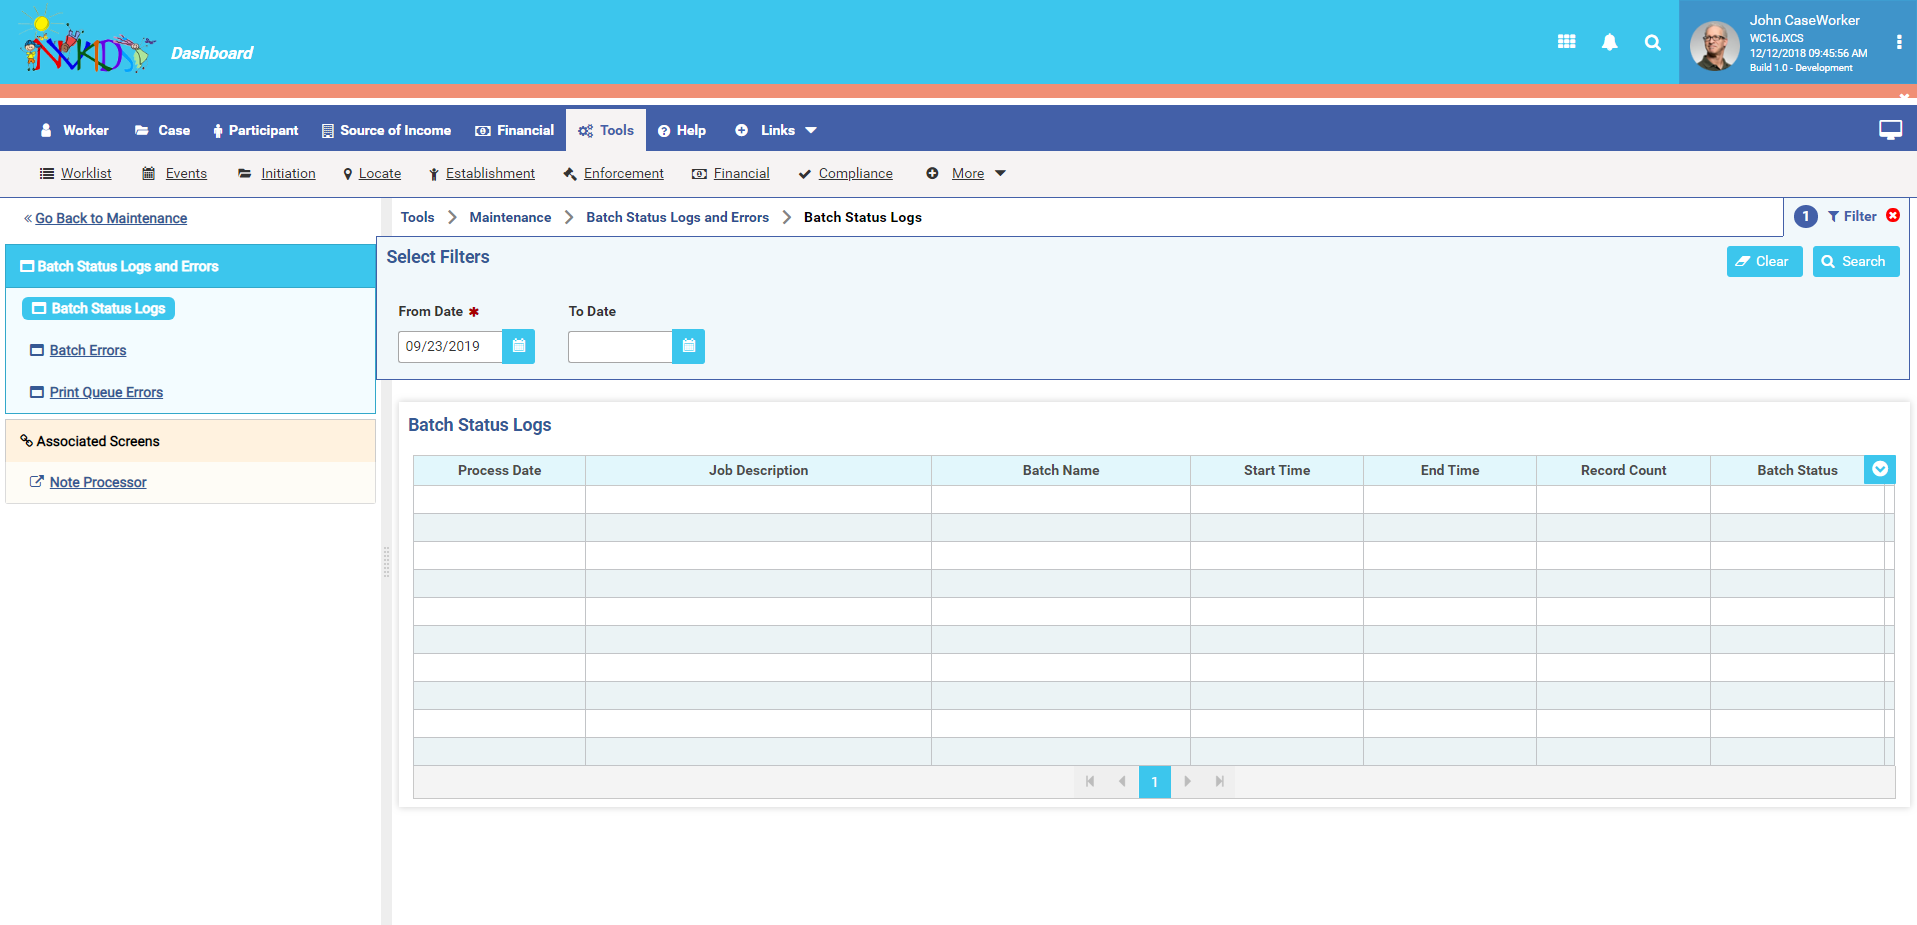 NVKIDS
Dashboard
John CaseWorker
WC16JXCS
12/12/2018 09:45:56 AM
Build 1.0 - Development
Worker Case Participant Source of Income Financial Tools Help Links
Worklist Events Initiation Locate Establishment Enforcement Financial Compliance More
« Go Back to Maintenance
Tools > Maintenance > Batch Status Logs and Errors > Batch Status Logs
1 Filter
Batch Status Logs and Errors
Batch Status Logs
Batch Errors
Print Queue Errors
Associated Screens
Note Processor
Select Filters
Clear Search
From Date * To Date
09/23/2019
Batch Status Logs
Process Date Job Description Batch Name Start Time End Time Record Count Batch Status
1